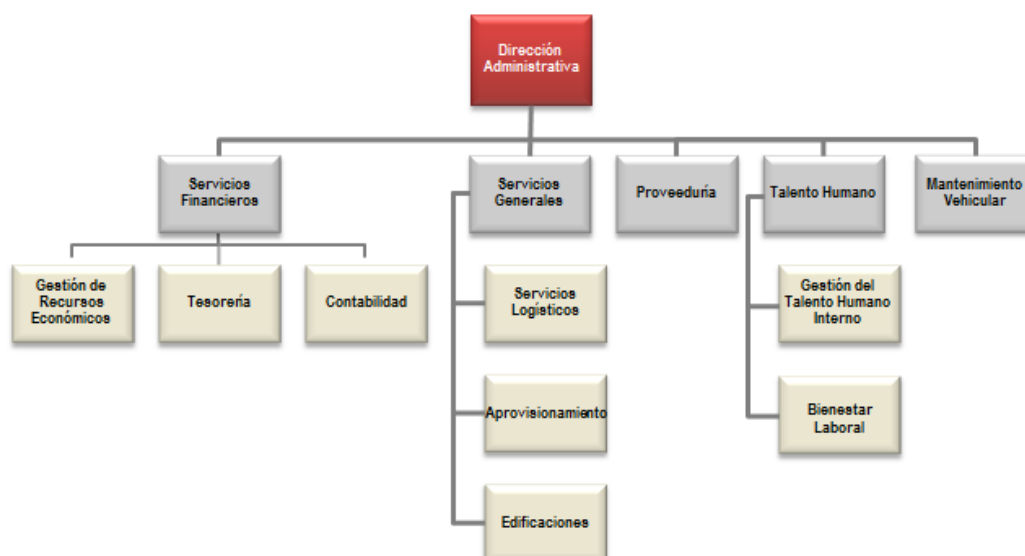 Dirección
Administrativa
Servicios
Financieros
Servicios
Generales
Proveeduría
Talento Humano
Mantenimiento
Vehicular
Gestión de
Recursos
Económicos
Tesorería
Contabilidad
Servicios
Logísticos
Gestión del
Talento Humano
Interno
Aprovisionamiento
Bienestar
Laboral
Edificaciones